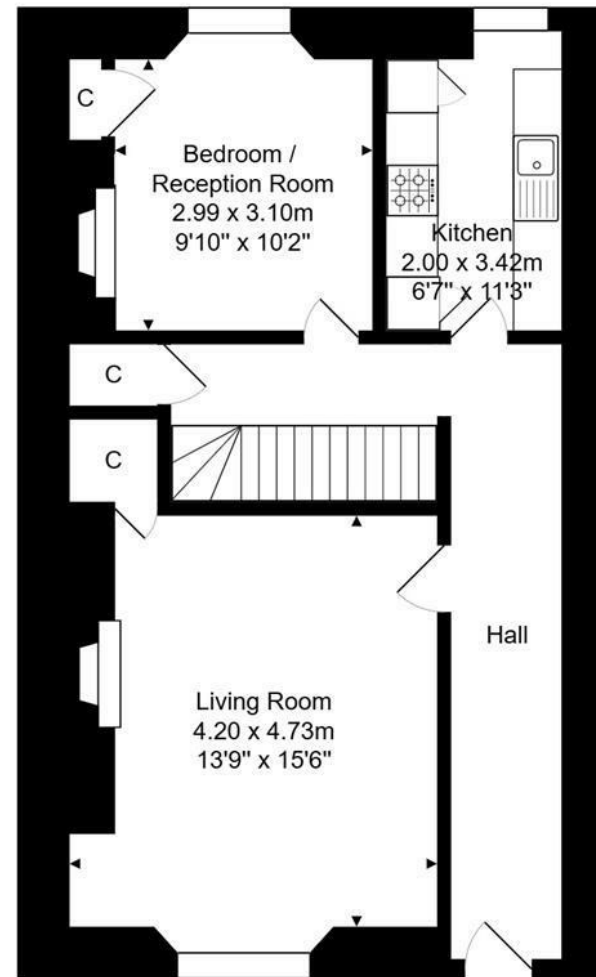 C
Bedroom /
Reception Room
2.99 x 3.10m
9'10" x 10'2"
Kitchen
2.00 x 3.42m
6'7" x 11'3"
C
C
Hall
Living Room
4.20 x 4.73m
13'9" x 15'6"